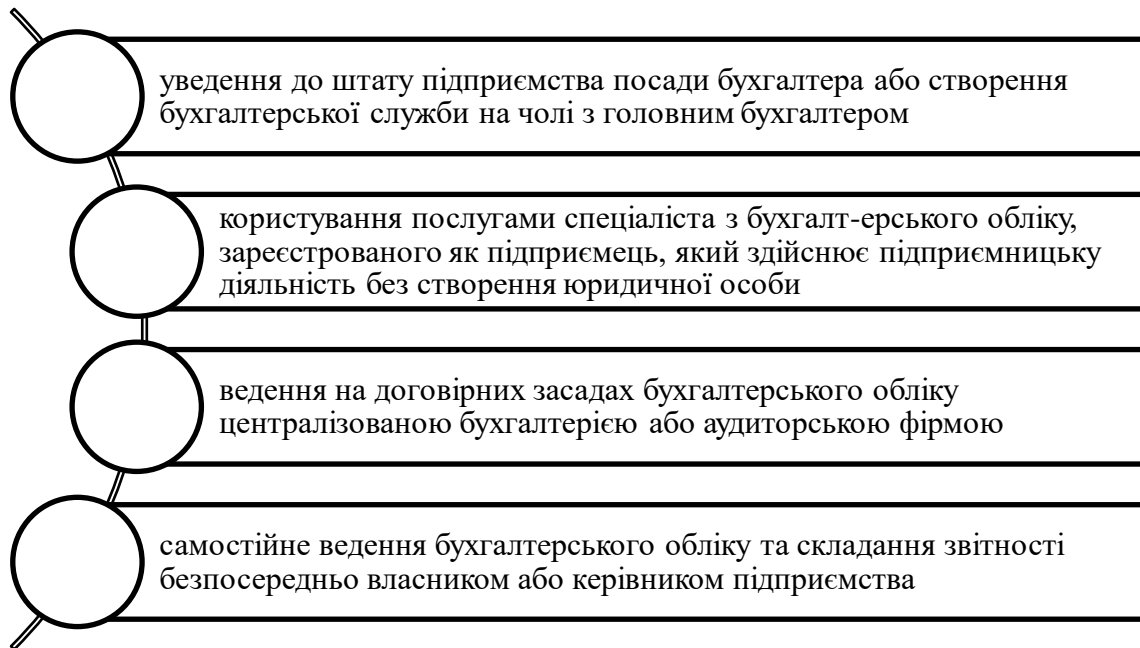 уведення до штату підприємства посади бухгалтера або створення
бухгалтерської служби на чолі з головним бухгалтером
користування послугами спеціаліста з бухгалт-ерського обліку,
зареєстрованого як підприємець, який здійснює підприємницьку
діяльність без створення юридичної особи
ведення на договірних засадах бухгалтерського обліку
централізованою бухгалтерією або аудиторською фірмою
самостійне ведення бухгалтерського обліку та складання звітності
безпосередньо власником або керівником підприємства